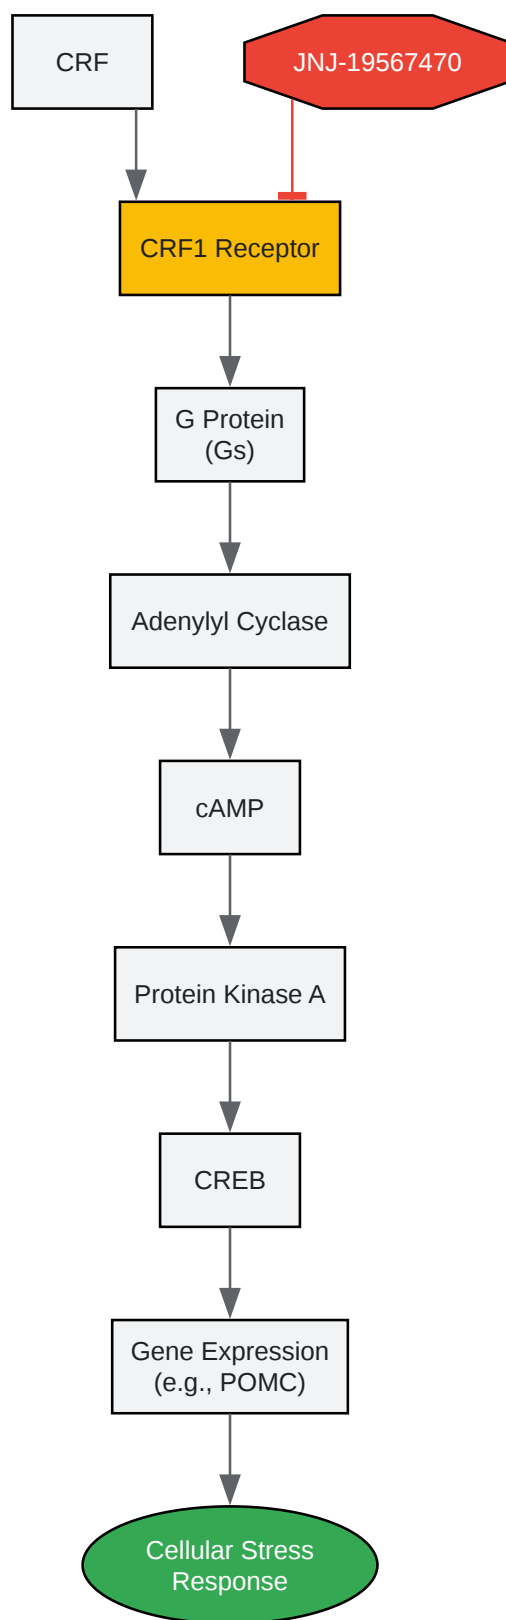 CRF
JNJ-19567470
CRF1 Receptor
G Protein
(Gs)
Adenylyl Cyclase
cAMP
Protein Kinase A
CREB
Gene Expression
(e.g., POMC)
Cellular Stress
Response